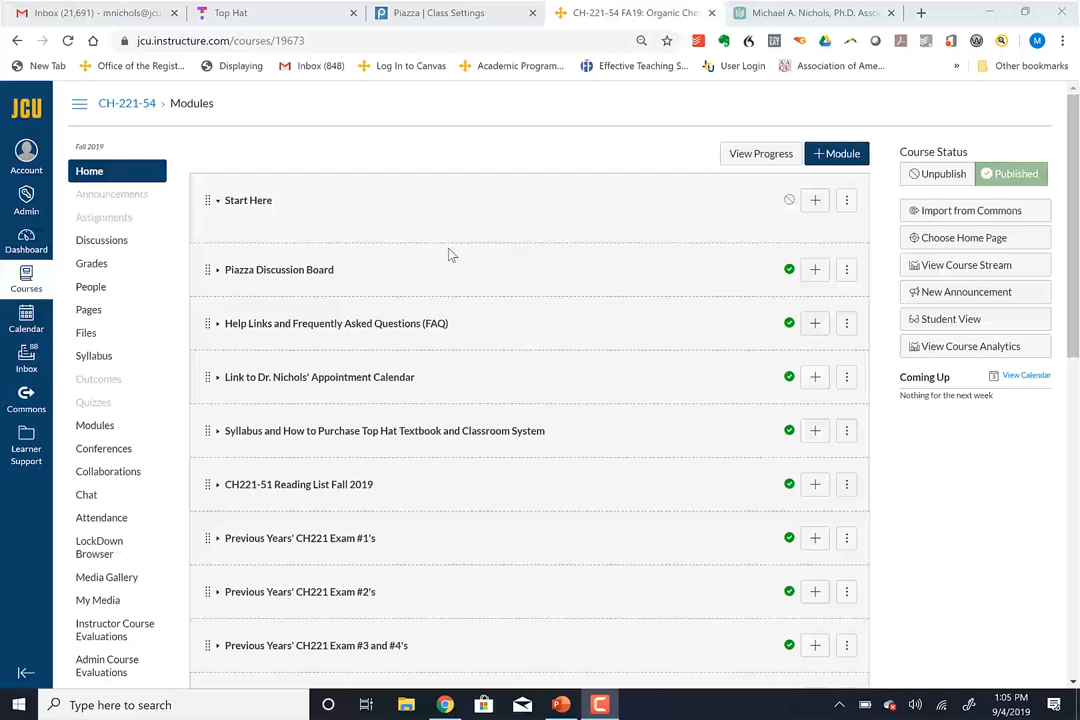 Inbox (21,691) - mnichols@jcu
Top Hat
Piazza | Class Settings
CH-221-54 FA19: Organic Che
Michael A. Nichols, Ph.D. Associ
jcu.instructure.com/courses/19673
M
New Tab
Office of the Regist...
Displaying
Inbox (848)
Log In to Canvas
Academic Program...
Effective Teaching S...
User Login
Association of Ame...
»
Other bookmarks
JCU
CH-221-54 › Modules
Account
Admin
Dashboard
Courses
Calendar
88
Inbox
Commons
Learner
Support
Fall 2019
Home
Announcements
Assignments
Discussions
Grades
People
Pages
Files
Syllabus
Outcomes
Quizzes
Modules
Conferences
Collaborations
Chat
Attendance
LockDown
Browser
Media Gallery
My Media
Instructor Course
Evaluations
Admin Course
Evaluations
View Progress
+ Module
Start Here
Piazza Discussion Board
Help Links and Frequently Asked Questions (FAQ)
Link to Dr. Nichols' Appointment Calendar
Syllabus and How to Purchase Top Hat Textbook and Classroom System
CH221-51 Reading List Fall 2019
Previous Years' CH221 Exam #1's
Previous Years' CH221 Exam #2's
Previous Years' CH221 Exam #3 and #4's
Course Status
Unpublish
Published
Import from Commons
Choose Home Page
View Course Stream
New Announcement
Student View
View Course Analytics
Coming Up
View Calendar
Nothing for the next week
Type here to search
1:05 PM
9/4/2019